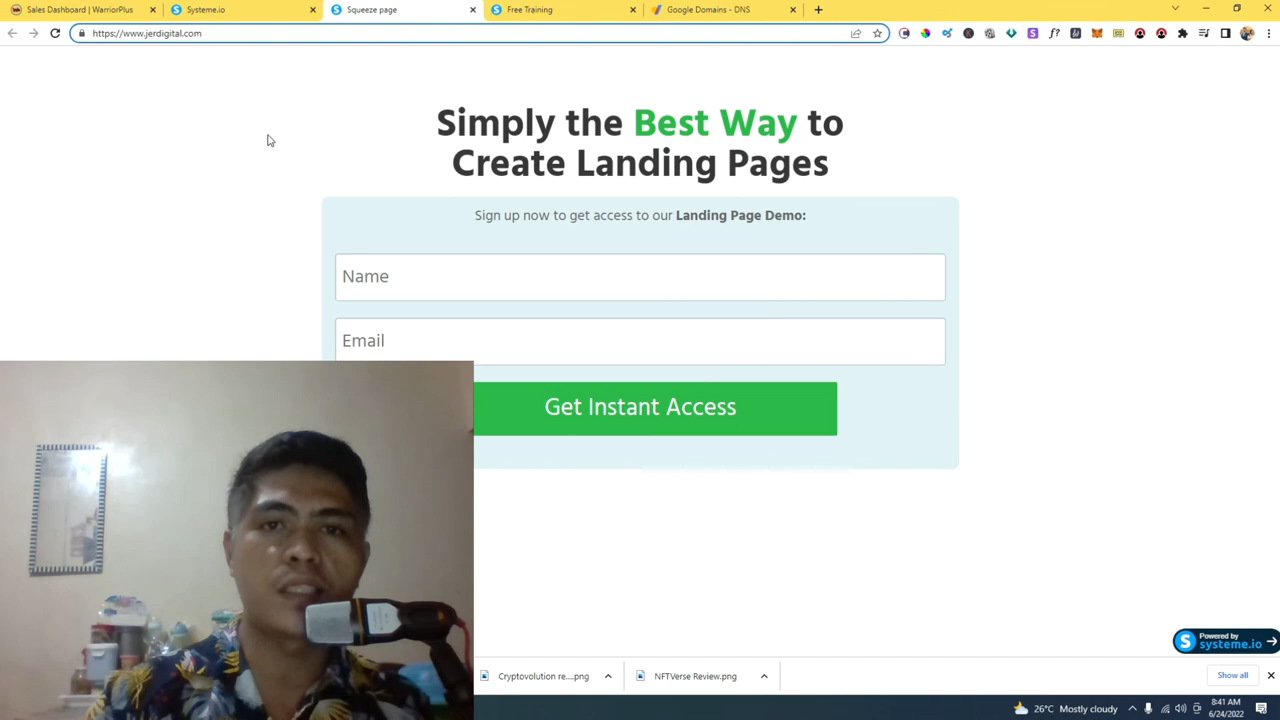 Sales Dashboard | WarriorPlus
Systeme.io
Squeeze page
Free Training
Google Domains - DNS
https://www.jerdigital.com
Simply the Best Way to
Create Landing Pages
Sign up now to get access to our Landing Page Demo:
Name
Email
Get Instant Access
Powered by
systeme.io
Cryptovolution re....png
NFTVerse Review.png
Show all
26°C Mostly cloudy
8:41 AM
6/24/2022